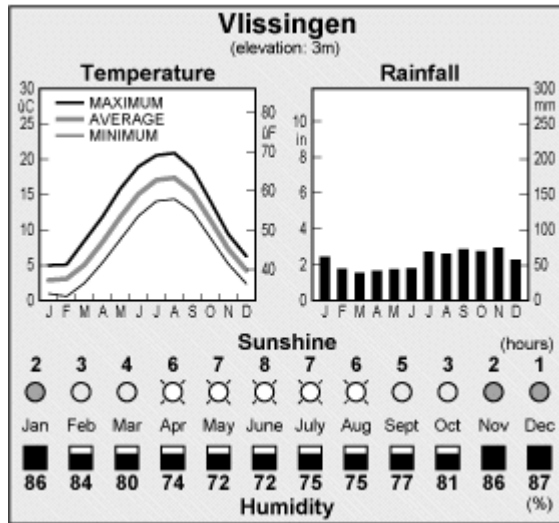 Vlissingen
(elevation: 3m)
Temperature
Rainfall
30
ûC
25
20
15
10
5
0
MAXIMUM
AVERAGE
MINIMUM
80
ûF
70
60
50
40
J F M A M J J A S O N D
10
in
8
6
4
2
0
300
mm
250
200
150
100
50
0
J F M A M J J A S O N D
Sunshine
(hours)
2 3 4 6 7 8 7 6 5 3 2 1
Jan Feb Mar Apr May June July Aug Sept Oct Nov Dec
86 84 80 74 72 72 75 75 77 81 86 87
Humidity
(%)